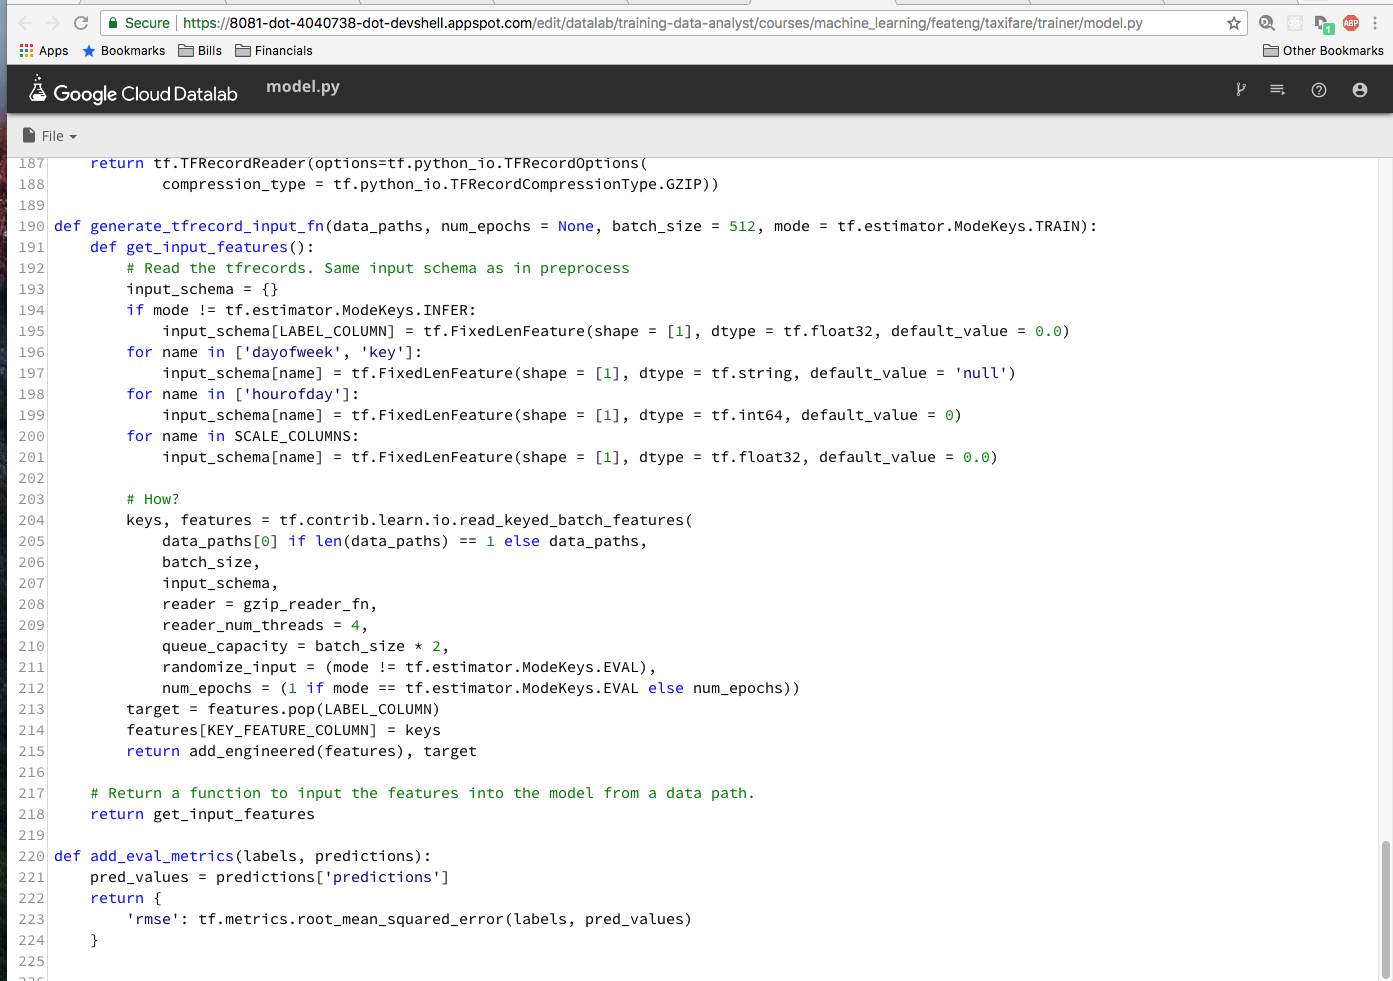 Secure https://8081-dot-4040738-dot-devshell.appspot.com/edit/datalab/training-data-analyst/courses/machine_learning/feateng/taxifare/trainer/model.py 1 ABP
Apps Bookmarks Bills Financials Other Bookmarks
Google Cloud Datalab model.py
File
187     return tf.TFRecordReader(options=tf.python_io.TFRecordOptions(
188             compression_type = tf.python_io.TFRecordCompressionType.GZIP))
189
190 def generate_tfrecord_input_fn(data_paths, num_epochs = None, batch_size = 512, mode = tf.estimator.ModeKeys.TRAIN):
191     def get_input_features():
192         # Read the tfrecords. Same input schema as in preprocess
193         input_schema = {}
194         if mode != tf.estimator.ModeKeys.INFER:
195             input_schema[LABEL_COLUMN] = tf.FixedLenFeature(shape = [1], dtype = tf.float32, default_value = 0.0)
196         for name in ['dayofweek', 'key']:
197             input_schema[name] = tf.FixedLenFeature(shape = [1], dtype = tf.string, default_value = 'null')
198         for name in ['hourofday']:
199             input_schema[name] = tf.FixedLenFeature(shape = [1], dtype = tf.int64, default_value = 0)
200         for name in SCALE_COLUMNS:
201             input_schema[name] = tf.FixedLenFeature(shape = [1], dtype = tf.float32, default_value = 0.0)
202
203         # How?
204         keys, features = tf.contrib.learn.io.read_keyed_batch_features(
205             data_paths[0] if len(data_paths) == 1 else data_paths,
206             batch_size,
207             input_schema,
208             reader = gzip_reader_fn,
209             reader_num_threads = 4,
210             queue_capacity = batch_size * 2,
211             randomize_input = (mode != tf.estimator.ModeKeys.EVAL),
212             num_epochs = (1 if mode == tf.estimator.ModeKeys.EVAL else num_epochs))
213         target = features.pop(LABEL_COLUMN)
214         features[KEY_FEATURE_COLUMN] = keys
215         return add_engineered(features), target
216
217     # Return a function to input the features into the model from a data path.
218     return get_input_features
219
220 def add_eval_metrics(labels, predictions):
221     pred_values = predictions['predictions']
222     return {
223         'rmse': tf.metrics.root_mean_squared_error(labels, pred_values)
224     }
225